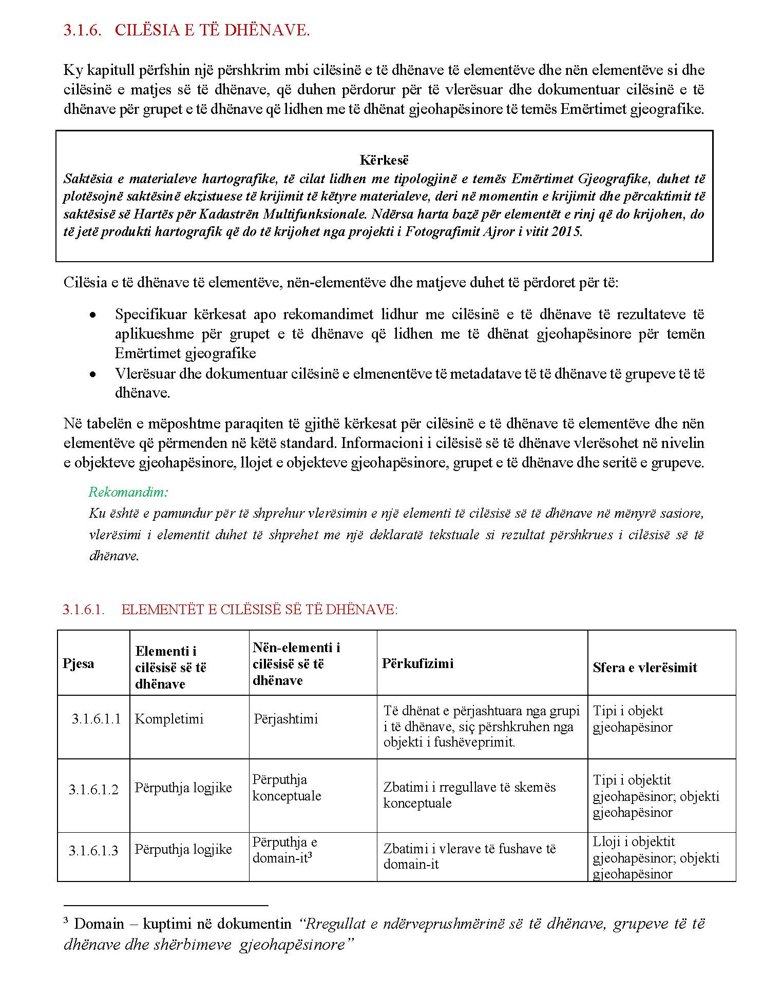 3.1.6. CILËSIA E TË DHËNAVE.
Ky kapitull përfshin një përshkrim mbi cilësinë e të dhënave të elementëve dhe nën elementëve si dhe
cilësinë e matjes së të dhënave, që duhen përdorur për të vlerësuar dhe dokumentuar cilësinë e të
dhënave për grupet e të dhënave që lidhen me të dhënat gjeohapësinore të temës Emërtimet gjeografike.
Kërkesë
Saktësia e materialeve hartografike, të cilat lidhen me tipologjinë e temës Emërtimet Gjeografike, duhet të
plotësojnë saktësinë ekzistuese të krijimit të këtyre materialeve, deri në momentin e krijimit dhe përcaktimit të
saktësisë së Hartës për Kadastrën Multifunksionale. Ndërsa harta bazë për elementët e rinj që do krijohen, do
të jetë produkti hartografik që do të krijohet nga projekti i Fotografimit Ajror i vitit 2015.
Cilësia e të dhënave të elementëve, nën-elementëve dhe matjeve duhet të përdoret për të:
• Specifikuar kërkesat apo rekomandimet lidhur me cilësinë e të dhënave të rezultateve të
aplikueshme për grupet e të dhënave që lidhen me të dhënat gjeohapësinore për temën
Emërtimet gjeografike
• Vlerësuar dhe dokumentuar cilësinë e elmenentëve të metadatave të të dhënave të grupeve të të
dhënave.
Në tabelën e mëposhtme paraqiten të gjithë kërkesat për cilësinë e të dhënave të elementëve dhe nën
elementëve që përmenden në këtë standard. Informacioni i cilësisë së të dhënave vlerësohet në nivelin
e objekteve gjeohapësinore, llojet e objekteve gjeohapësinore, grupet e të dhënave dhe seritë e grupeve.
Rekomandim:
Ku është e pamundur për të shprehur vlerësimin e një elementi të cilësisë së të dhënave në mënyrë sasiore,
vlerësimi i elementit duhet të shprehet me një deklaratë tekstuale si rezultat përshkrues i cilësisë së të
dhënave.
3.1.6.1. ELEMENTËT E CILËSISË SË TË DHËNAVE:
Pjesa
Elementi i
cilësisë së të
dhënave
Nën-elementi i
cilësisë së të
dhënave
Përkufizimi
Sfera e vlerësimit
3.1.6.1.1
Kompletimi
Përjashtimi
Të dhënat e përjashtuara nga grupi
i të dhënave, siç përshkruhen nga
objekti i fushëveprimit.
Tipi i objekt
gjeohapësinor
3.1.6.1.2
Përputhja logjike
Përputhja
konceptuale
Zbatimi i rregullave të skemës
konceptuale
Tipi i objektit
gjeohapësinor; objekti
gjeohapësinor
3.1.6.1.3
Përputhja logjike
Përputhja e
domain-it³
Zbatimi i vlerave të fushave të
domain-it
Lloji i objektit
gjeohapësinor; objekti
gjeohapësinor
³ Domain – kuptimi në dokumentin “Rregullat e ndërveprushmërinë së të dhënave, grupeve të të
dhënave dhe shërbimeve gjeohapësinore”